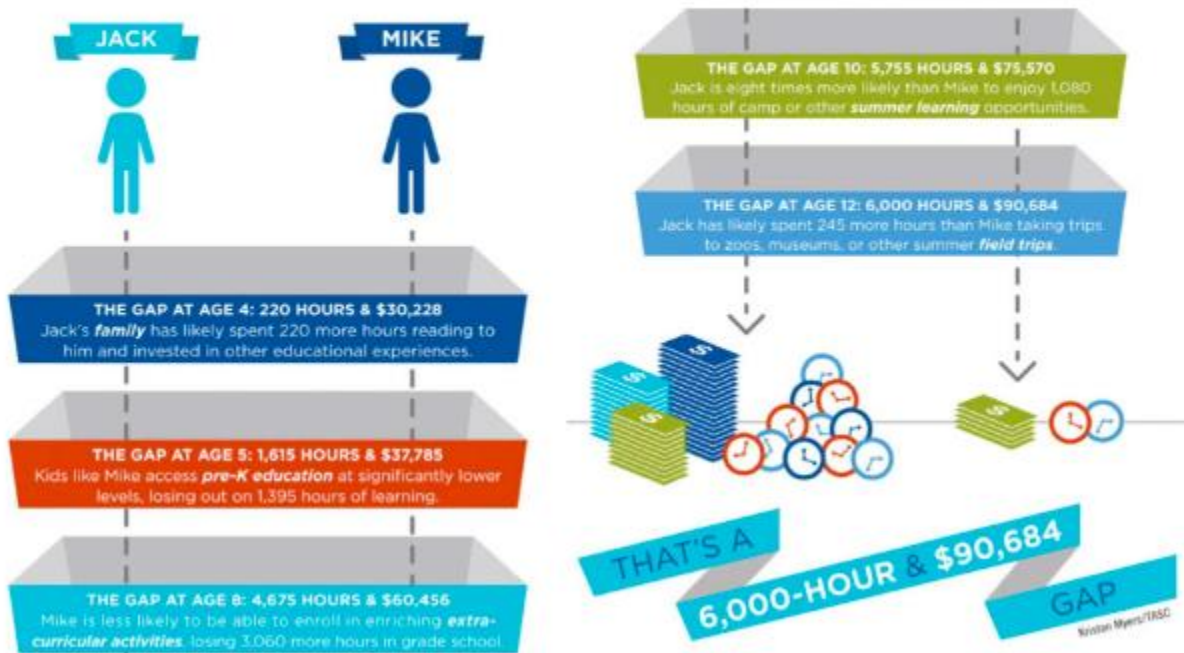 JACK
MIKE
THE GAP AT AGE 4: 220 HOURS & $30,228
Jack's family has likely spent 220 more hours reading to
him and invested in other educational experiences.
THE GAP AT AGE 5: 1,615 HOURS & $37,785
Kids like Mike access pre-K education at significantly lower
levels, losing out on 1,395 hours of learning.
THE GAP AT AGE 8: 4,675 HOURS & $60,456
Mike is less likely to be able to enroll in enriching extra-
curricular activities, losing 3,060 more hours in grade school.
THE GAP AT AGE 10: 5,755 HOURS & $75,570
Jack is eight times more likely than Mike to enjoy 1,080
hours of camp or other summer learning opportunities.
THE GAP AT AGE 12: 6,000 HOURS & $90,684
Jack has likely spent 245 more hours than Mike taking trips
to zoos, museums, or other summer field trips.
$
$
$
$
THAT'S A
6,000-HOUR & $90,684
GAP
Kristen Myers/TASC